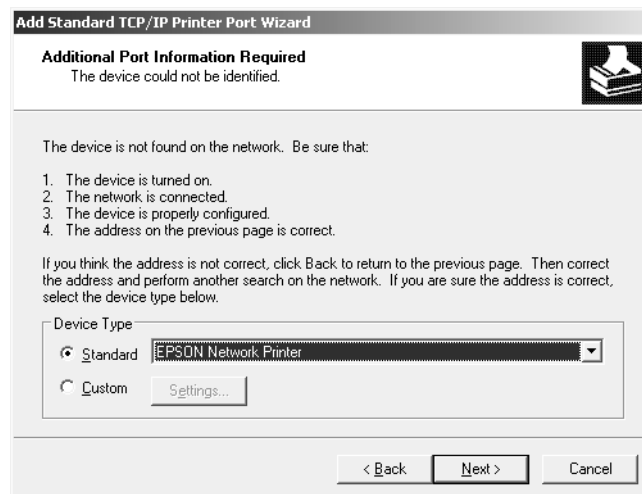 Add Standard TCP/IP Printer Port Wizard
Additional Port Information Required
The device could not be identified.
The device is not found on the network.  Be sure that:
1.  The device is turned on.
2.  The network is connected.
3.  The device is properly configured.
4.  The address on the previous page is correct.
If you think the address is not correct, click Back to return to the previous page.  Then correct
the address and perform another search on the network.  If you are sure the address is correct,
select the device type below.
Device Type
Standard EPSON Network Printer
Custom Settings...
< Back Next > Cancel